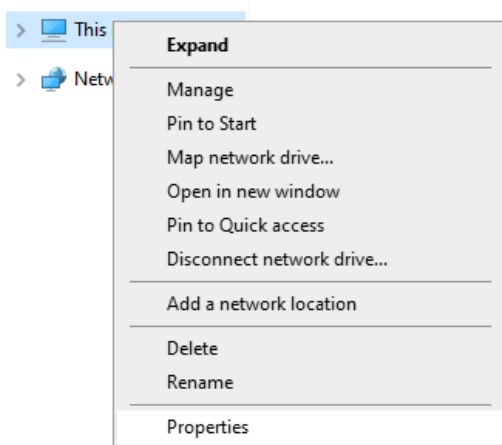 This
Expand
Netw
Manage
Pin to Start
Map network drive...
Open in new window
Pin to Quick access
Disconnect network drive...
Add a network location
Delete
Rename
Properties